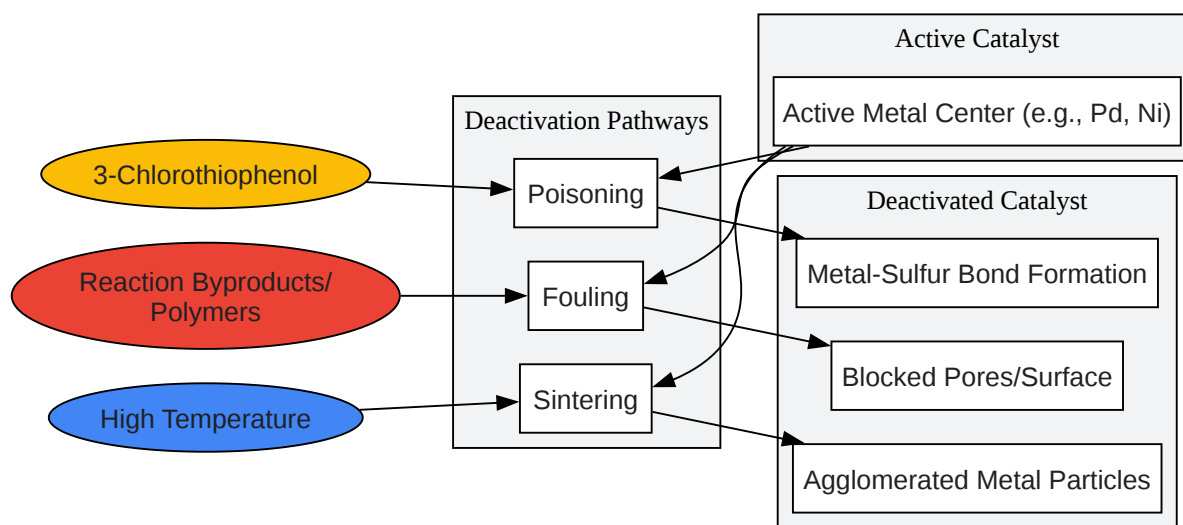 Active Catalyst
Active Metal Center (e.g., Pd, Ni)
Deactivation Pathways
3-Chlorothiophenol
Poisoning
Deactivated Catalyst
Metal-Sulfur Bond Formation
Reaction Byproducts/
Polymers
Fouling
Blocked Pores/Surface
High Temperature
Sintering
Agglomerated Metal Particles